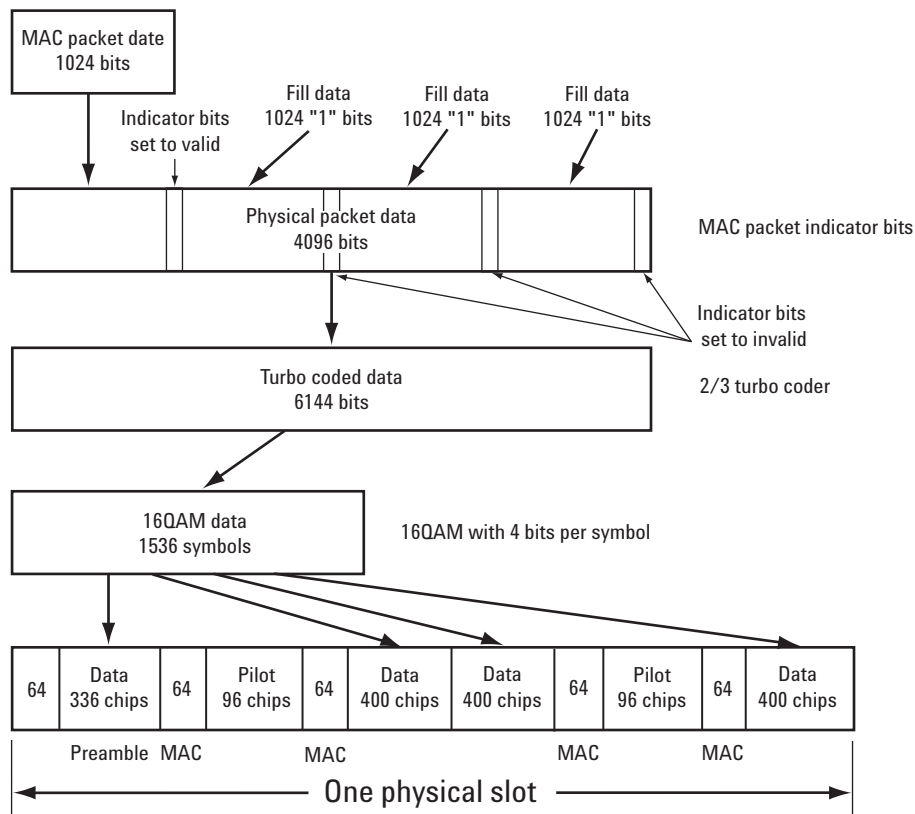 MAC packet date
1024 bits
Indicator bits
set to valid
Fill data
1024 "1" bits
Fill data
1024 "1" bits
Fill data
1024 "1" bits
Physical packet data
4096 bits
MAC packet indicator bits
Indicator bits
set to invalid
Turbo coded data
6144 bits
2/3 turbo coder
16QAM data
1536 symbols
16QAM with 4 bits per symbol
64
Data
336 chips
64
Pilot
96 chips
64
Data
400 chips
Data
400 chips
64
Pilot
96 chips
64
Data
400 chips
Preamble
MAC
MAC
MAC
MAC
One physical slot